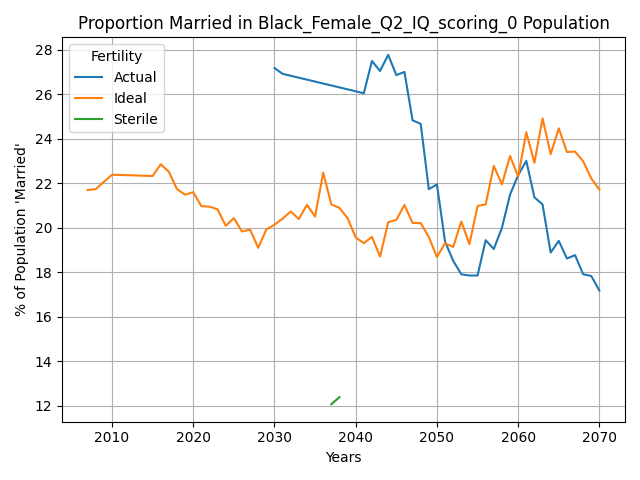 Proportion Married in Black_Female_Q2_IQ_scoring_0 Population
% of Population 'Married'
28
26
24
22
20
18
16
14
12
Fertility
Actual
Ideal
Sterile
2010 2020 2030 2040 2050 2060 2070
Years